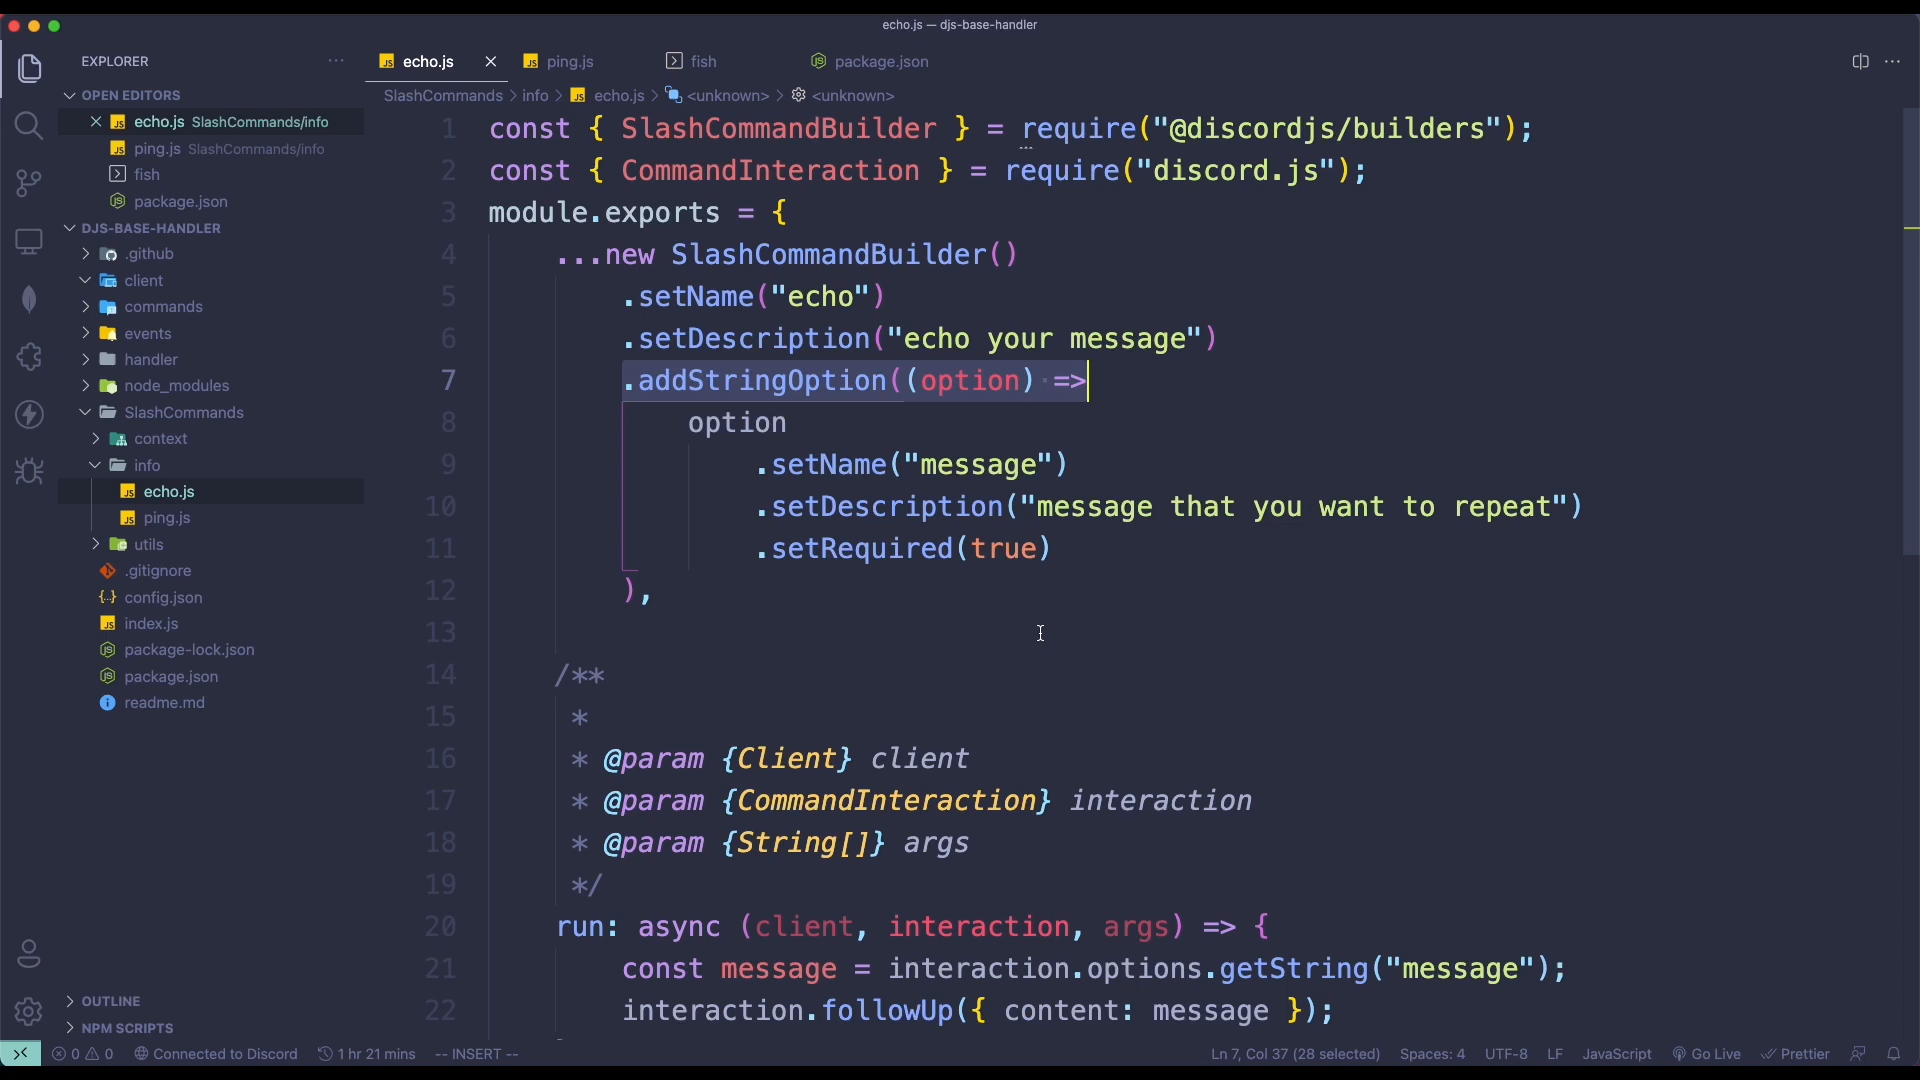 echo.js — djs-base-handler
EXPLORER
OPEN EDITORS
echo.js SlashCommands/info
ping.js SlashCommands/info
fish
package.json
DJS-BASE-HANDLER
.github
client
commands
events
handler
node_modules
SlashCommands
context
info
echo.js
ping.js
utils
.gitignore
config.json
index.js
package-lock.json
package.json
readme.md
OUTLINE
NPM SCRIPTS
echo.js
ping.js
fish
package.json
SlashCommands > info > echo.js > <unknown> > <unknown>
1 const { SlashCommandBuilder } = require("@discordjs/builders");
2 const { CommandInteraction } = require("discord.js");
3 module.exports = {
4 ...new SlashCommandBuilder()
5 .setName("echo")
6 .setDescription("echo your message")
7 .addStringOption((option) =>
8 option
9 .setName("message")
10 .setDescription("message that you want to repeat")
11 .setRequired(true)
12 ),
13
14 /**
15 *
16 * @param {Client} client
17 * @param {CommandInteraction} interaction
18 * @param {String[]} args
19 */
20 run: async (client, interaction, args) => {
21 const message = interaction.options.getString("message");
22 interaction.followUp({ content: message });
0 0 Connected to Discord 1 hr 21 mins -- INSERT -- Ln 7, Col 37 (28 selected) Spaces: 4 UTF-8 LF JavaScript Go Live Prettier